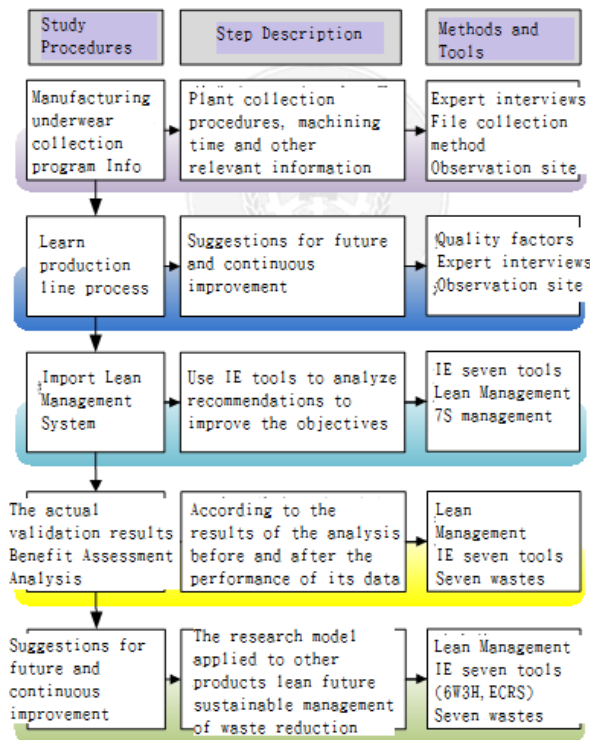 Study
Procedures
Step Description
Methods and
Tools
Manufacturing
underwear
collection
program Info
Plant collection
procedures, machining
time and other
relevant information
Expert interviews
File collection
method
Observation site
Learn
production
line process
Suggestions for future
and continuous
improvement
Quality factors
Expert interviews
Observation site
Import Lean
Management
System
Use IE tools to analyze
recommendations to
improve the objectives
IE seven tools
Lean Management
7S management
The actual
validation results
Benefit Assessment
Analysis
According to the
results of the analysis
before and after the
performance of its data
Lean
Management
IE seven tools
Seven wastes
Suggestions for
future and
continuous
improvement
The research model
applied to other
products lean future
sustainable management
of waste reduction
Lean Management
IE seven tools
(6W3H,ECRS)
Seven wastes